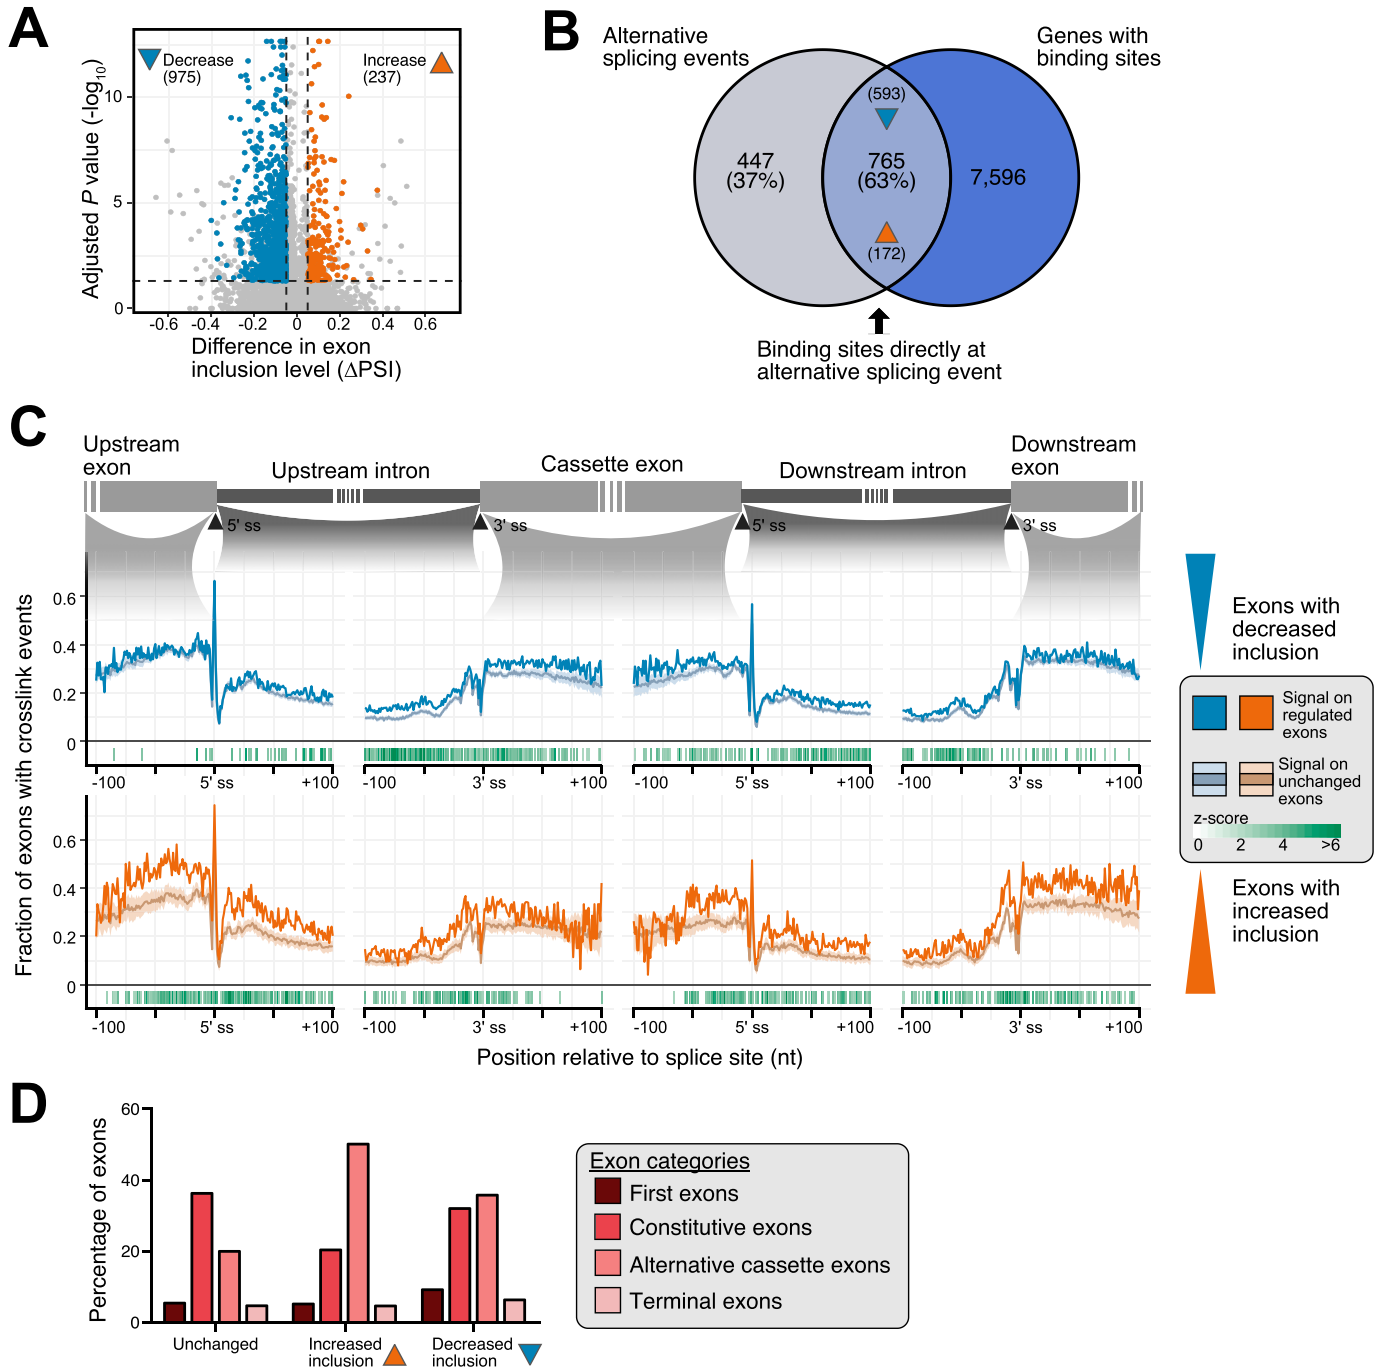 A
Decrease
(975)
Increase
(237)
Adjusted P value (-log10)
10
5
0
-0.6
-0.4
-0.2
0
0.2
0.4
0.6
Difference in exon
inclusion level (ΔPSI)
B
Alternative
splicing events
Genes with
binding sites
(593)
447
(37%)
765
(63%)
7,596
(172)
Binding sites directly at
alternative splicing event
C
Upstream
exon
Upstream intron
Cassette exon
Downstream intron
Downstream
exon
5' ss
3' ss
5' ss
3' ss
Fraction of exons with crosslink events
0.6
0.4
0.2
0
-100
5' ss
+100
-100
3' ss
+100
-100
5' ss
+100
-100
3' ss
+100
0.6
0.4
0.2
0
-100
5' ss
+100
-100
3' ss
+100
-100
5' ss
+100
-100
3' ss
+100
Position relative to splice site (nt)
Exons with
decreased
inclusion
Signal on
regulated
exons
Signal on
unchanged
exons
z-score
0
2
4
>6
Exons with
increased
inclusion
D
Percentage of exons
60
40
20
0
Unchanged
Increased
inclusion
Decreased
inclusion
Exon categories
First exons
Constitutive exons
Alternative cassette exons
Terminal exons